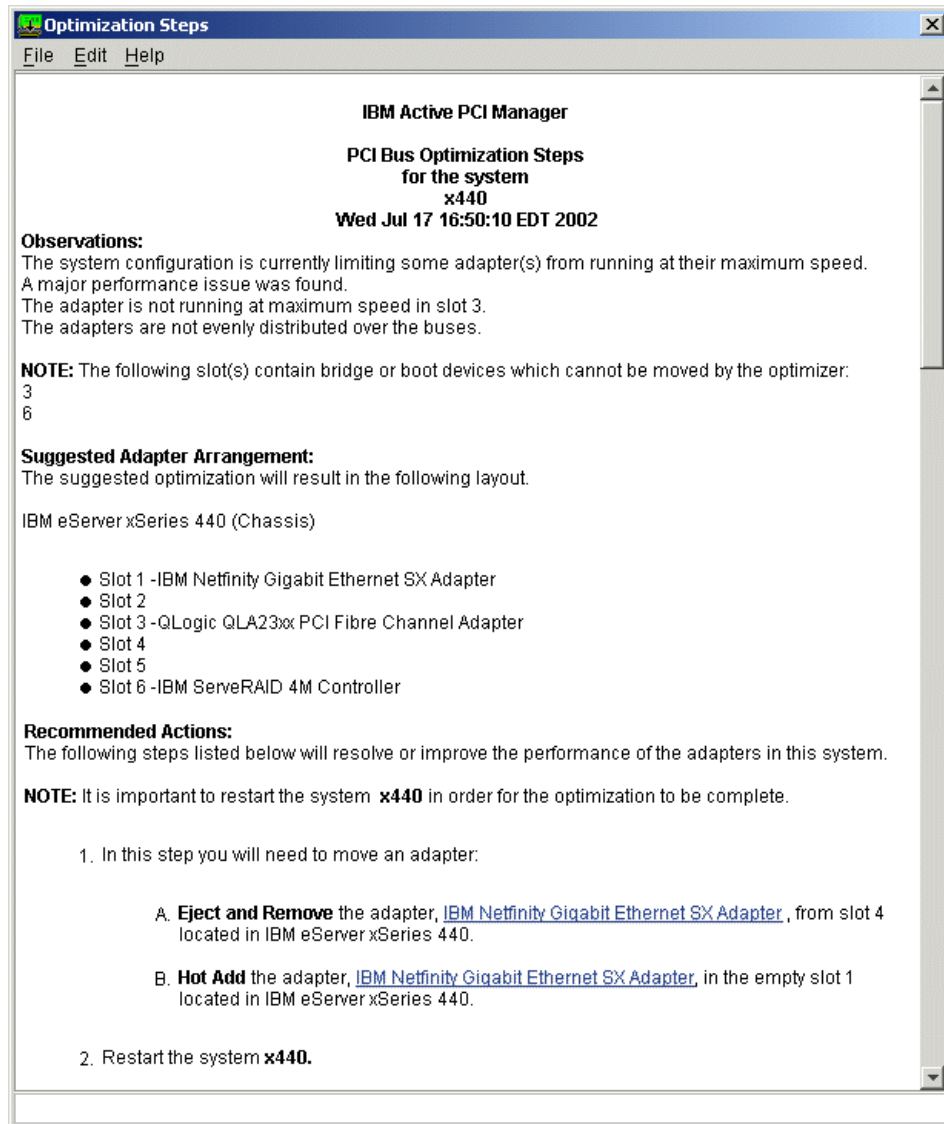 Optimization Steps
File Edit Help
IBM Active PCI Manager
PCI Bus Optimization Steps
for the system
x440
Wed Jul 17 16:50:10 EDT 2002
Observations:
The system configuration is currently limiting some adapter(s) from running at their maximum speed.
A major performance issue was found.
The adapter is not running at maximum speed in slot 3.
The adapters are not evenly distributed over the buses.
NOTE: The following slot(s) contain bridge or boot devices which cannot be moved by the optimizer:
3
6
Suggested Adapter Arrangement:
The suggested optimization will result in the following layout.
IBM eServer xSeries 440 (Chassis)
● Slot 1 -IBM Netfinity Gigabit Ethernet SX Adapter
● Slot 2
● Slot 3 -QLogic QLA23xx PCI Fibre Channel Adapter
● Slot 4
● Slot 5
● Slot 6 -IBM ServeRAID 4M Controller
Recommended Actions:
The following steps listed below will resolve or improve the performance of the adapters in this system.
NOTE: It is important to restart the system x440 in order for the optimization to be complete.
1. In this step you will need to move an adapter:
A. Eject and Remove the adapter, IBM Netfinity Gigabit Ethernet SX Adapter , from slot 4
located in IBM eServer xSeries 440.
B. Hot Add the adapter, IBM Netfinity Gigabit Ethernet SX Adapter, in the empty slot 1
located in IBM eServer xSeries 440.
2. Restart the system x440.